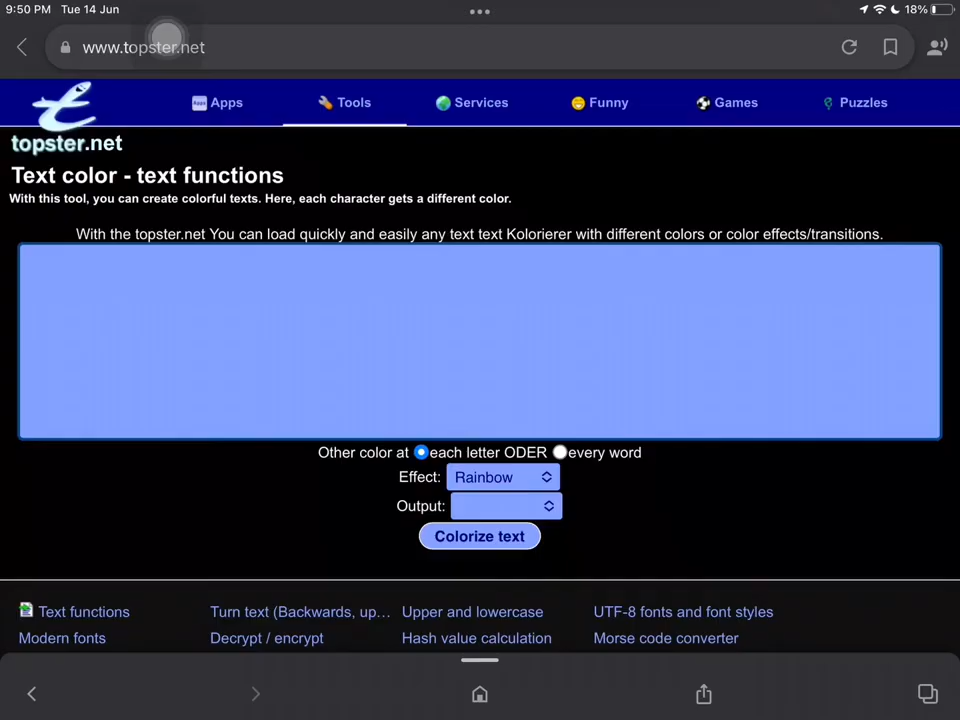 9:50 PM Tue 14 Jun 18%
www.topster.net
Apps Tools Services Funny Games Puzzles
topster.net
Text color - text functions
With this tool, you can create colorful texts. Here, each character gets a different color.
With the topster.net You can load quickly and easily any text text Kolorierer with different colors or color effects/transitions.
Other color at each letter ODER every word
Effect: Rainbow
Output:
Colorize text
Text functions Turn text (Backwards, up… Upper and lowercase UTF-8 fonts and font styles
Modern fonts Decrypt / encrypt Hash value calculation Morse code converter